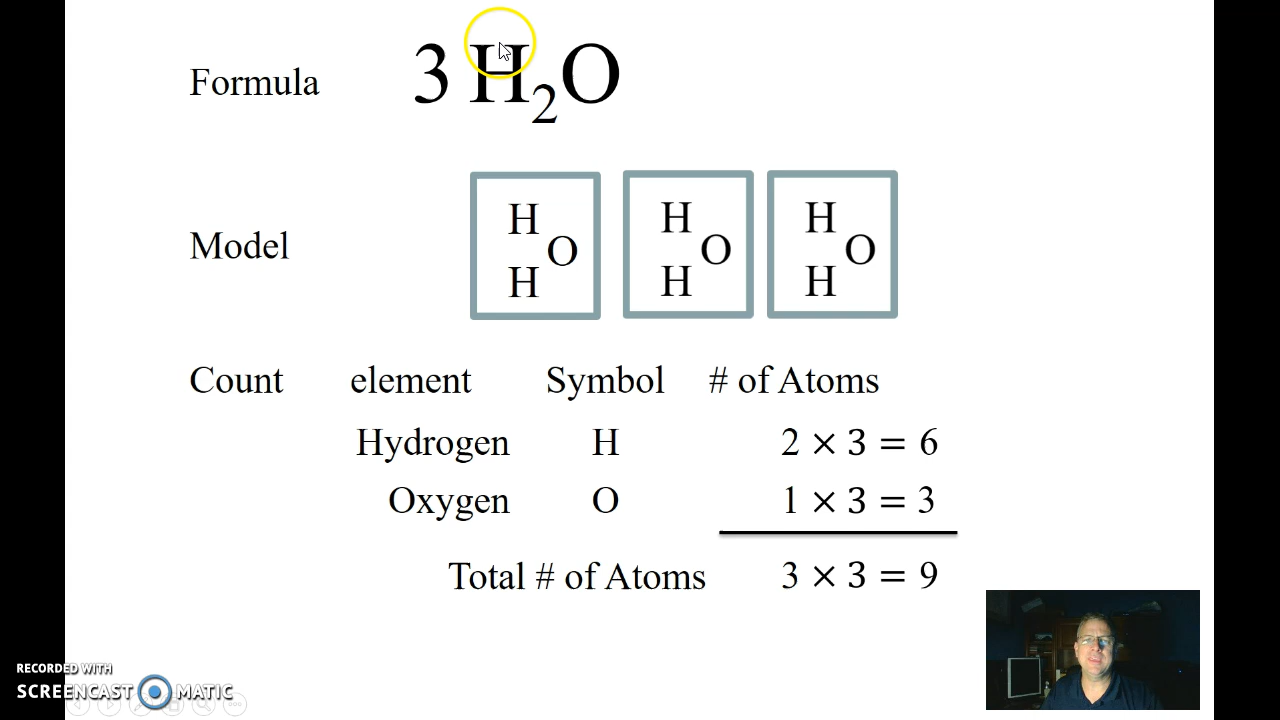 Formula 3 H₂O
Model
H H H
O O O
H H H
Count element Symbol # of Atoms
Hydrogen H 2 × 3 = 6
Oxygen O 1 × 3 = 3
Total # of Atoms 3 × 3 = 9
RECORDED WITH
SCREENCAST MATIC